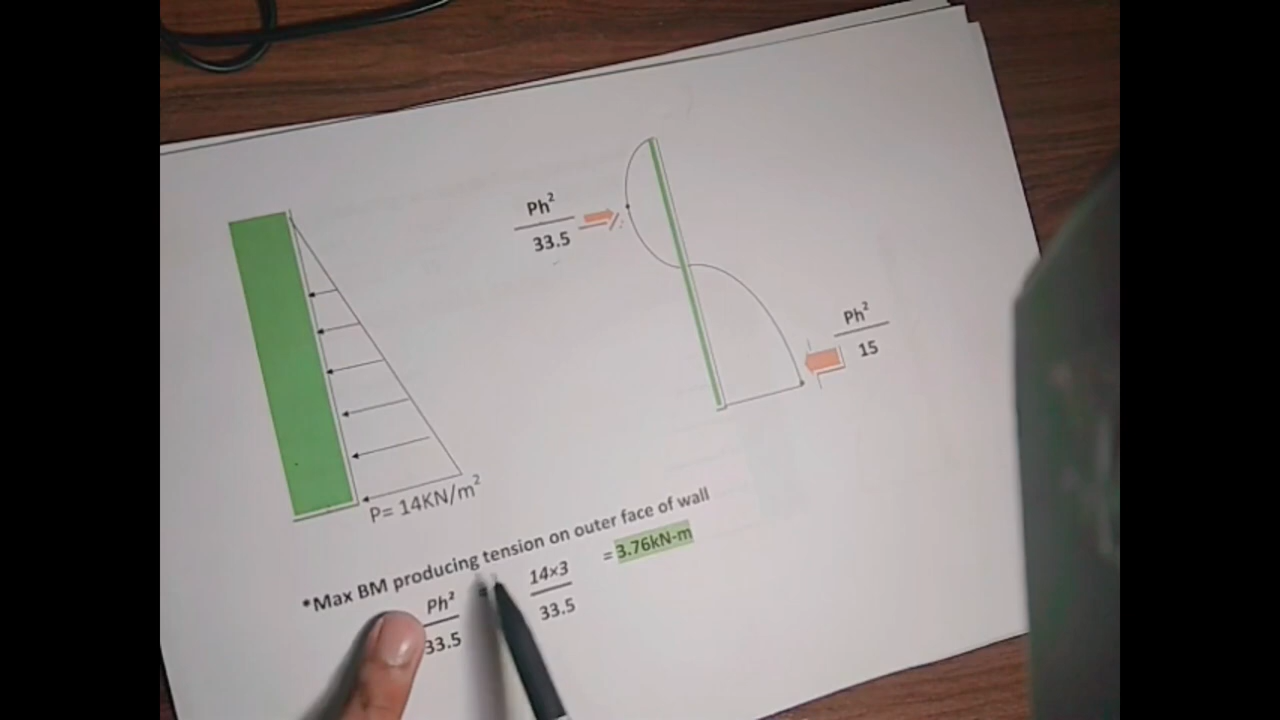 Ph²
33.5
Ph²
15
P= 14KN/m²
*Max BM producing tension on outer face of wall
Ph² = 14×3 = 3.76kN-m
33.5 33.5